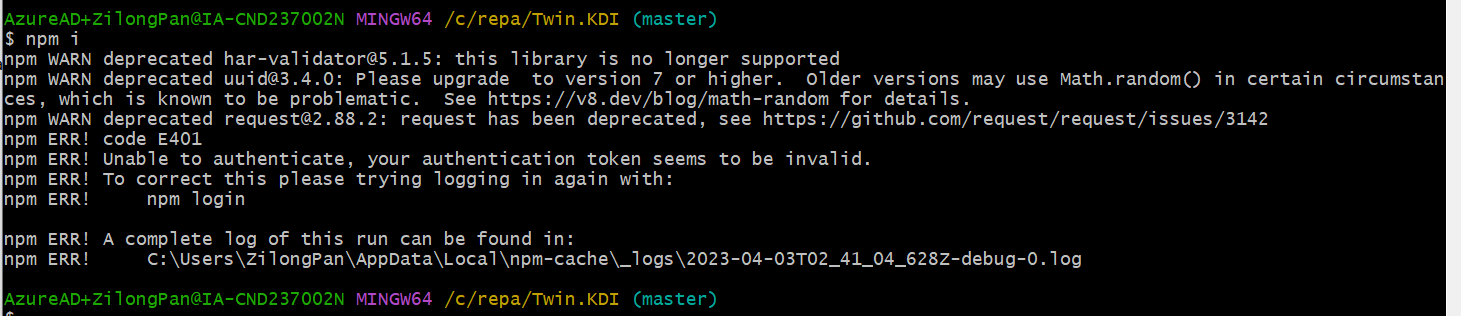 AzureAD+ZilongPan@IA-CND237002N MINGW64 /c/repa/Twin.KDI (master)
$ npm i
npm WARN deprecated har-validator@5.1.5: this library is no longer supported
npm WARN deprecated uuid@3.4.0: Please upgrade  to version 7 or higher.  Older versions may use Math.random() in certain circumstan
ces, which is known to be problematic.  See https://v8.dev/blog/math-random for details.
npm WARN deprecated request@2.88.2: request has been deprecated, see https://github.com/request/request/issues/3142
npm ERR! code E401
npm ERR! Unable to authenticate, your authentication token seems to be invalid.
npm ERR! To correct this please trying logging in again with:
npm ERR!     npm login
npm ERR! A complete log of this run can be found in:
npm ERR!     C:\Users\ZilongPan\AppData\Local\npm-cache\_logs\2023-04-03T02_41_04_628Z-debug-0.log
AzureAD+ZilongPan@IA-CND237002N MINGW64 /c/repa/Twin.KDI (master)
$